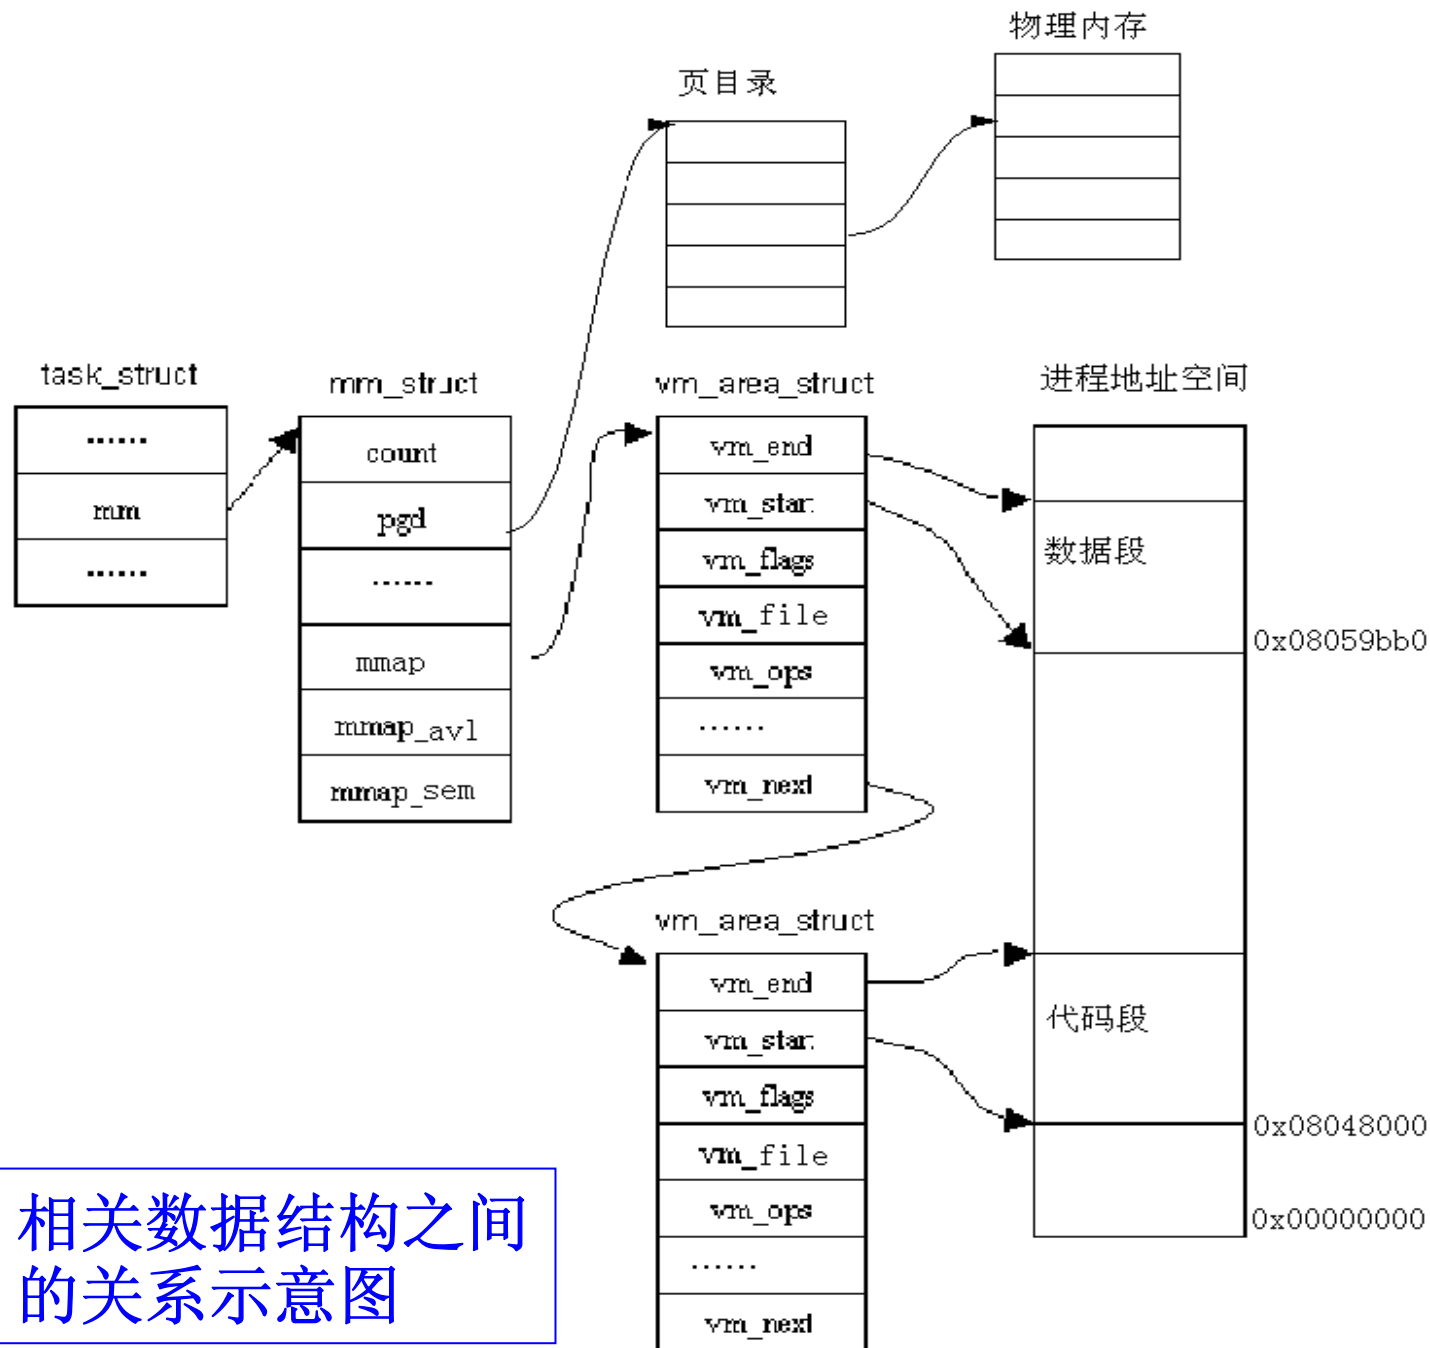 物理内存
页目录
task_struct
......
mm
......
mm_struct
count
pgd
......
mmap
mmap_avl
mmap_sem
vm_area_struct
vm_end
vm_start
vm_flags
vm_file
vm_ops
......
vm_next
进程地址空间
数据段
0x08059bb0
代码段
0x08048000
0x00000000
vm_area_struct
vm_end
vm_start
vm_flags
vm_file
vm_ops
......
vm_next
相关数据结构之间
的关系示意图